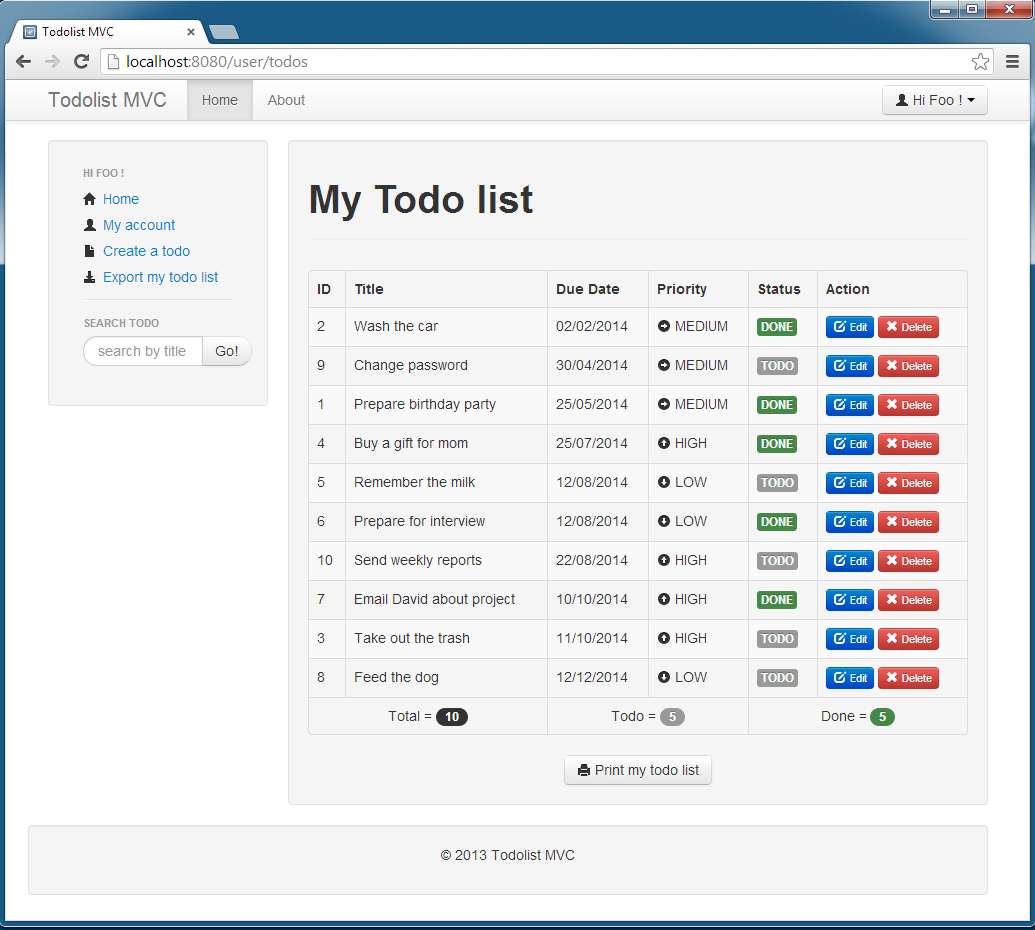 Todolist MVC
localhost:8080/user/todos
Todolist MVC Home About Hi Foo !
HI FOO !
Home
My account
Create a todo
Export my todo list
SEARCH TODO
search by title Go!
My Todo list
ID Title Due Date Priority Status Action
2 Wash the car 02/02/2014 MEDIUM DONE Edit Delete
9 Change password 30/04/2014 MEDIUM TODO Edit Delete
1 Prepare birthday party 25/05/2014 MEDIUM DONE Edit Delete
4 Buy a gift for mom 25/07/2014 HIGH DONE Edit Delete
5 Remember the milk 12/08/2014 LOW TODO Edit Delete
6 Prepare for interview 12/08/2014 LOW DONE Edit Delete
10 Send weekly reports 22/08/2014 HIGH TODO Edit Delete
7 Email David about project 10/10/2014 HIGH DONE Edit Delete
3 Take out the trash 11/10/2014 HIGH TODO Edit Delete
8 Feed the dog 12/12/2014 LOW TODO Edit Delete
Total = 10 Todo = 5 Done = 5
Print my todo list
© 2013 Todolist MVC